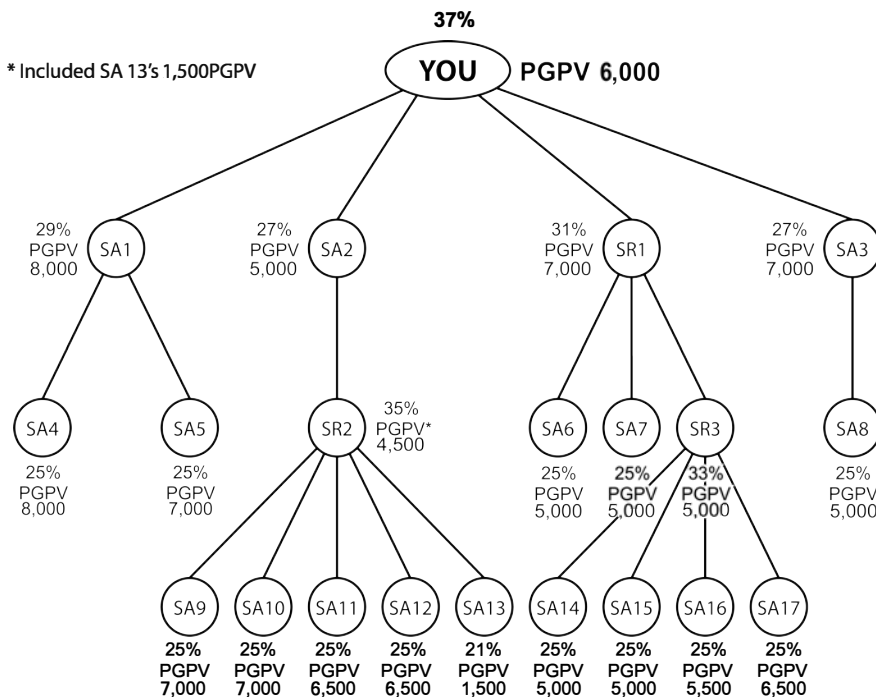 37%
* Included SA 13's 1,500PGPV
YOU
PGPV 6,000
29%
PGPV
8,000
SA1
27%
PGPV
5,000
SA2
31%
PGPV
7,000
SR1
27%
PGPV
7,000
SA3
SA4
25%
PGPV
8,000
SA5
25%
PGPV
7,000
SR2
35%
PGPV*
4,500
SA6
25%
PGPV
5,000
SA7
25%
PGPV
5,000
SR3
33%
PGPV
5,000
SA8
25%
PGPV
5,000
SA9
25%
PGPV
7,000
SA10
25%
PGPV
7,000
SA11
25%
PGPV
6,500
SA12
25%
PGPV
6,500
SA13
21%
PGPV
1,500
SA14
25%
PGPV
5,000
SA15
25%
PGPV
5,000
SA16
25%
PGPV
5,500
SA17
25%
PGPV
6,500